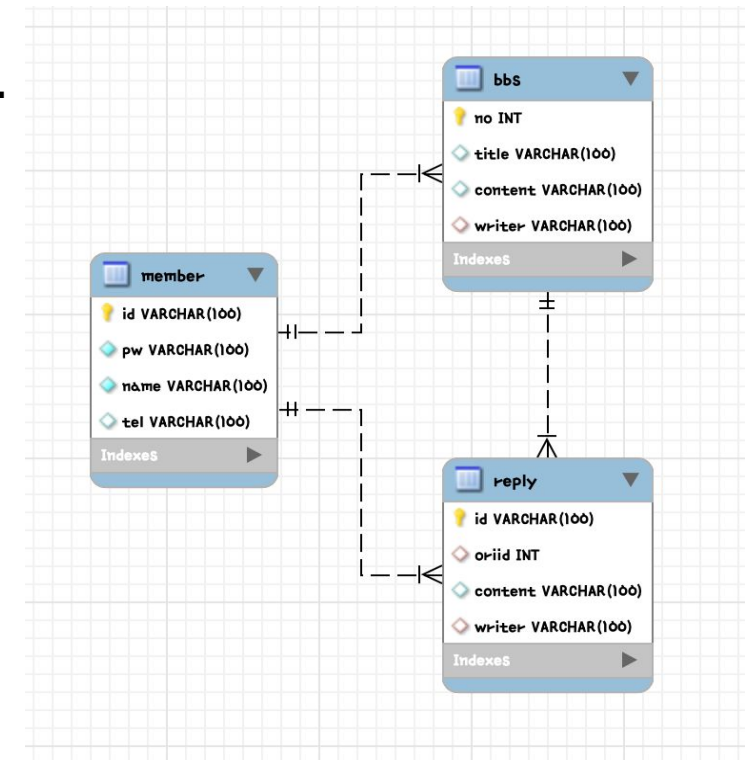 bbs
no INT
title VARCHAR(100)
content VARCHAR(100)
writer VARCHAR(100)
Indexes
member
id VARCHAR(100)
pw VARCHAR(100)
name VARCHAR(100)
tel VARCHAR(100)
Indexes
reply
id VARCHAR(100)
oriid INT
content VARCHAR(100)
writer VARCHAR(100)
Indexes